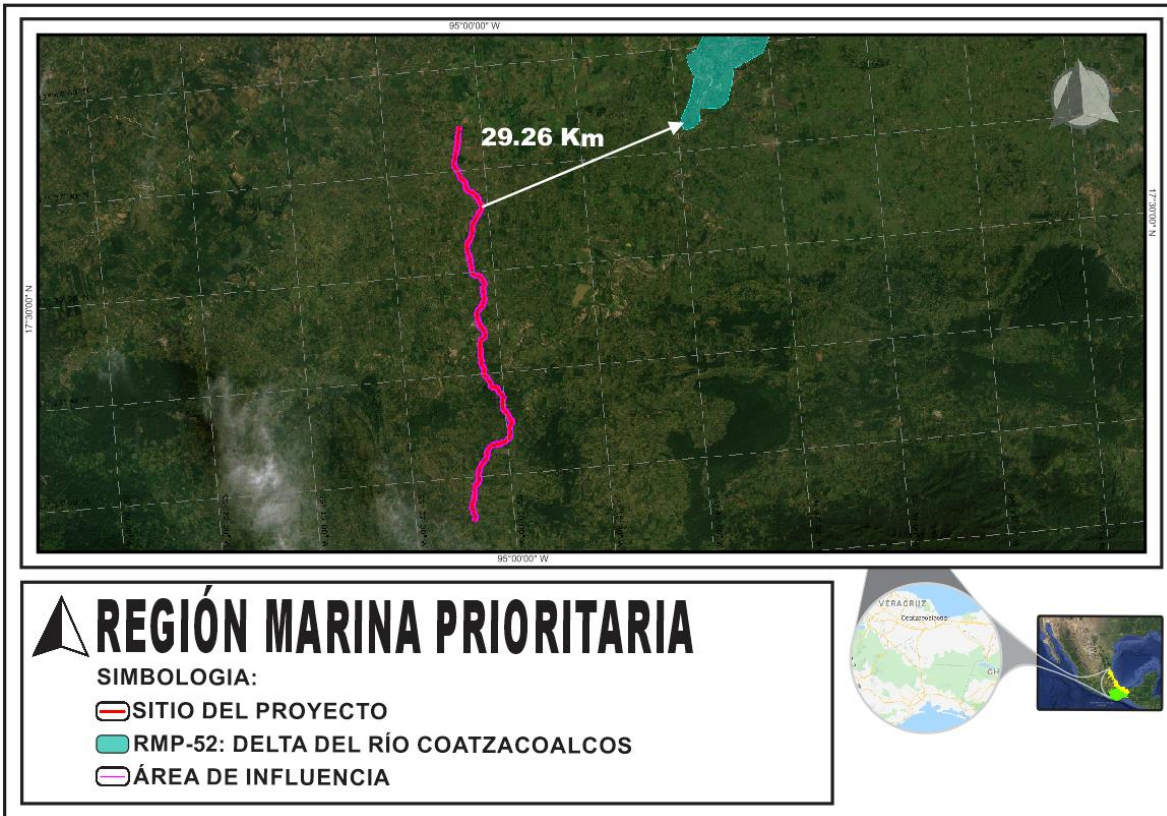 95°00'00" W
29.26 Km
17°30'00" N
17°30'00" N
95°00'00" W
REGIÓN MARINA PRIORITARIA
SIMBOLOGIA:
SITIO DEL PROYECTO
RMP-52: DELTA DEL RÍO COATZACOALCOS
ÁREA DE INFLUENCIA
VERACRUZ
Coatzacoalcos
CHI